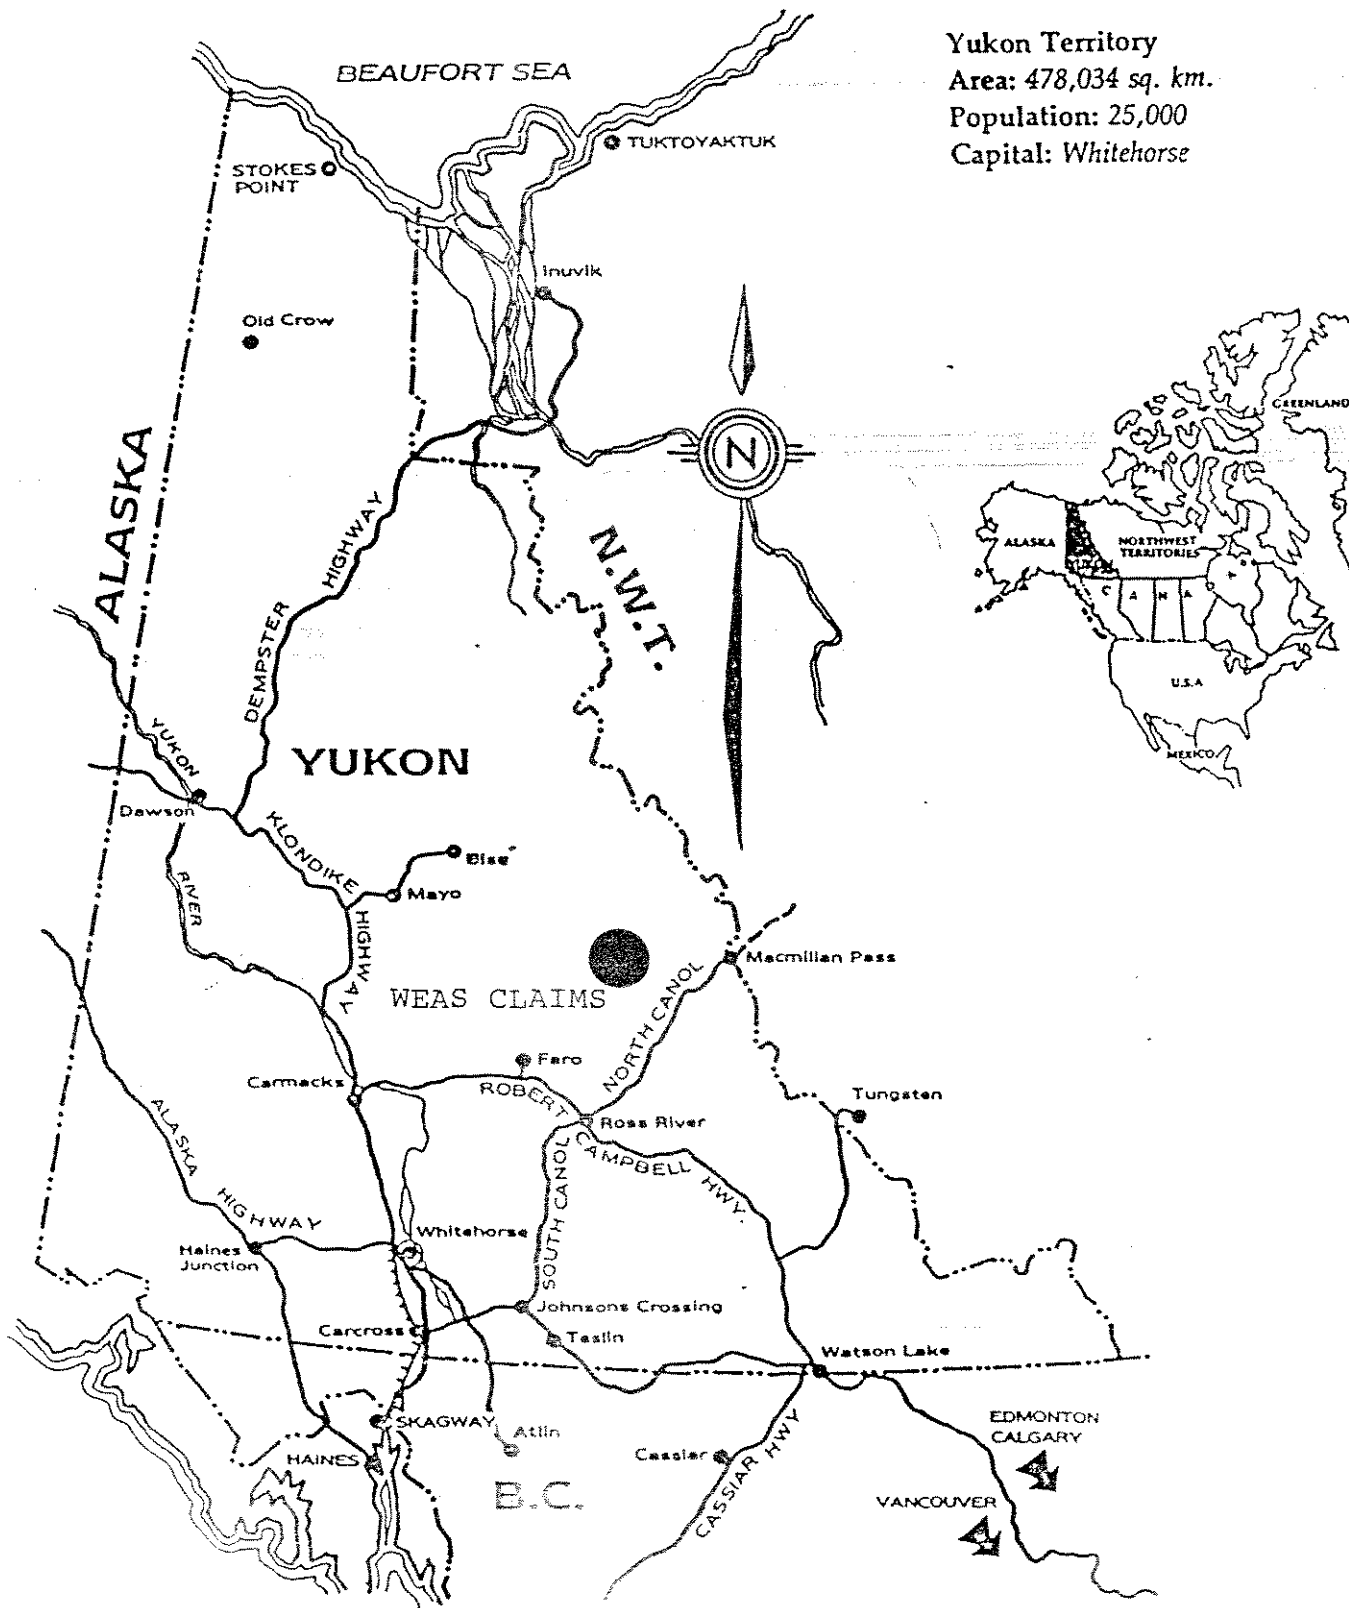 Yukon Territory
Area: 478,034 sq. km.
Population: 25,000
Capital: Whitehorse
BEAUFORT SEA
TUKTOYAKTUK
STOKES
POINT
Inuvik
Old Crow
N
GREENLAND
ALASKA
NORTHWEST
TERRITORIES
C A N A
U.S.A
MEXICO
ALASKA
DEMPSTER HIGHWAY
N.W.T.
YUKON
YUKON
RIVER
Dawson
KLONDIKE
HIGHWAY
Mayo
Macmillan Pass
WEAS CLAIMS
NORTH CANOL
Faro
Carmacks
ROBERT
CAMPBELL HWY.
Ross River
Tungsten
ALASKA
HIGHWAY
SOUTH CANOL
Whitehorse
Haines
Junction
Johnsons Crossing
Carcross
Teslin
Watson Lake
SKAGWAY
HAINES
Atlin
B.C.
Cassiar
CASSIAR HWY
EDMONTON
CALGARY
VANCOUVER